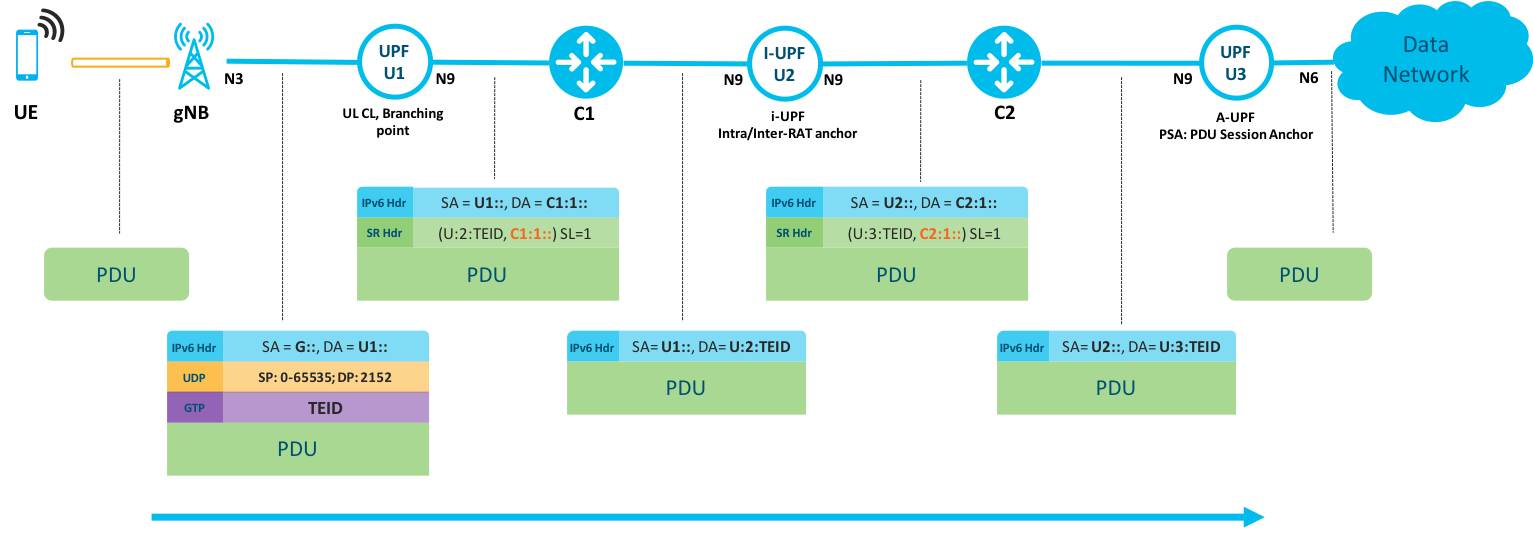 UE
gNB
N3
UPF
U1
N9
UL CL, Branching
point
C1
N9
I-UPF
U2
N9
i-UPF
Intra/Inter-RAT anchor
C2
N9
UPF
U3
N6
A-UPF
PSA: PDU Session Anchor
Data
Network
PDU
IPv6 Hdr SA = G::, DA = U1::
UDP SP: 0-65535; DP: 2152
GTP TEID
PDU
IPv6 Hdr SA = U1::, DA = C1:1::
SR Hdr (U:2:TEID, C1:1::) SL=1
PDU
IPv6 Hdr SA= U1::, DA= U:2:TEID
PDU
IPv6 Hdr SA = U2::, DA = C2:1::
SR Hdr (U:3:TEID, C2:1::) SL=1
PDU
IPv6 Hdr SA= U2::, DA= U:3:TEID
PDU
PDU